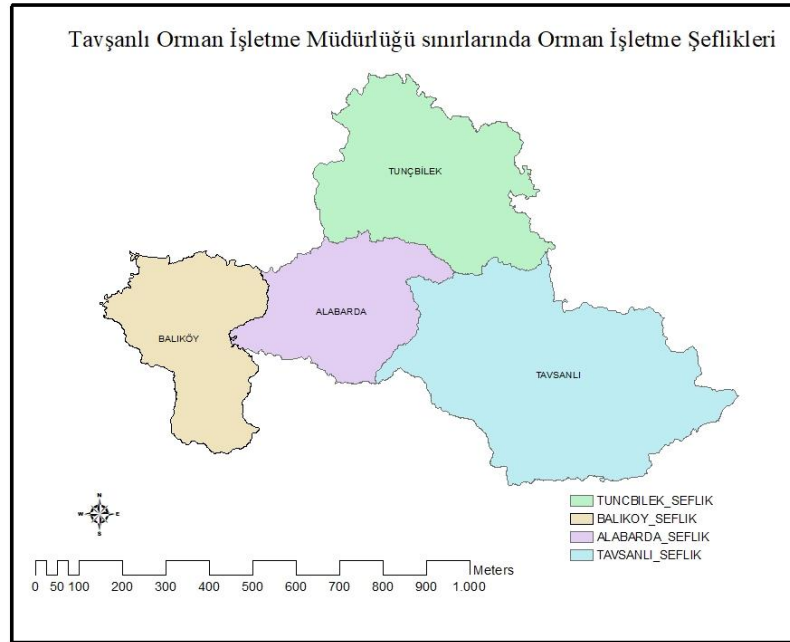 Tavşanlı Orman İşletme Müdürlüğü sınırlarında Orman İşletme Şeflikleri
TUNÇBİLEK
ALABARDA
BALIKÖY
TAVSANLI
N
W E
S
TUNCBILEK_SEFLIK
BALIKOY_SEFLIK
ALABARDA_SEFLIK
TAVSANLI_SEFLIK
Meters
0 50 100 200 300 400 500 600 700 800 900 1.000